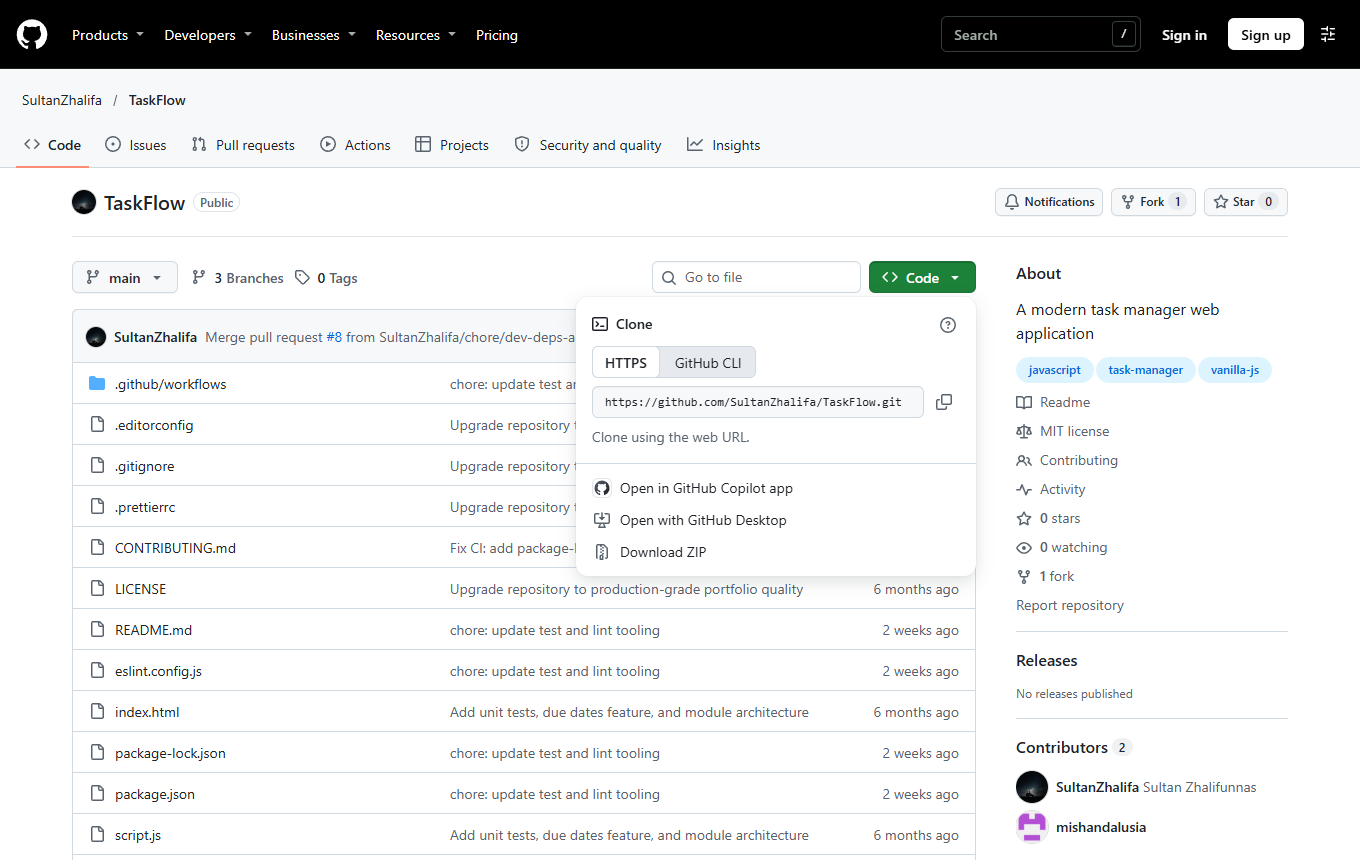 Products Developers Businesses Resources Pricing Search / Sign in Sign up
SultanZhalifa / TaskFlow
Code Issues Pull requests Actions Projects Security and quality Insights
TaskFlow Public Notifications Fork 1 Star 0
main 3 Branches 0 Tags Go to file Code
SultanZhalifa Merge pull request #8 from SultanZhalifa/chore/dev-deps-a
.github/workflows chore: update test an
.editorconfig Upgrade repository t
.gitignore Upgrade repository t
.prettierrc Upgrade repository t
CONTRIBUTING.md Fix CI: add package-l
LICENSE Upgrade repository to production-grade portfolio quality 6 months ago
README.md chore: update test and lint tooling 2 weeks ago
eslint.config.js chore: update test and lint tooling 2 weeks ago
index.html Add unit tests, due dates feature, and module architecture 6 months ago
package-lock.json chore: update test and lint tooling 2 weeks ago
package.json chore: update test and lint tooling 2 weeks ago
script.js Add unit tests, due dates feature, and module architecture 6 months ago
Clone
HTTPS GitHub CLI
https://github.com/SultanZhalifa/TaskFlow.git
Clone using the web URL.
Open in GitHub Copilot app
Open with GitHub Desktop
Download ZIP
About
A modern task manager web
application
javascript task-manager vanilla-js
Readme
MIT license
Contributing
Activity
0 stars
0 watching
1 fork
Report repository
Releases
No releases published
Contributors 2
SultanZhalifa Sultan Zhalifunnas
mishandalusia